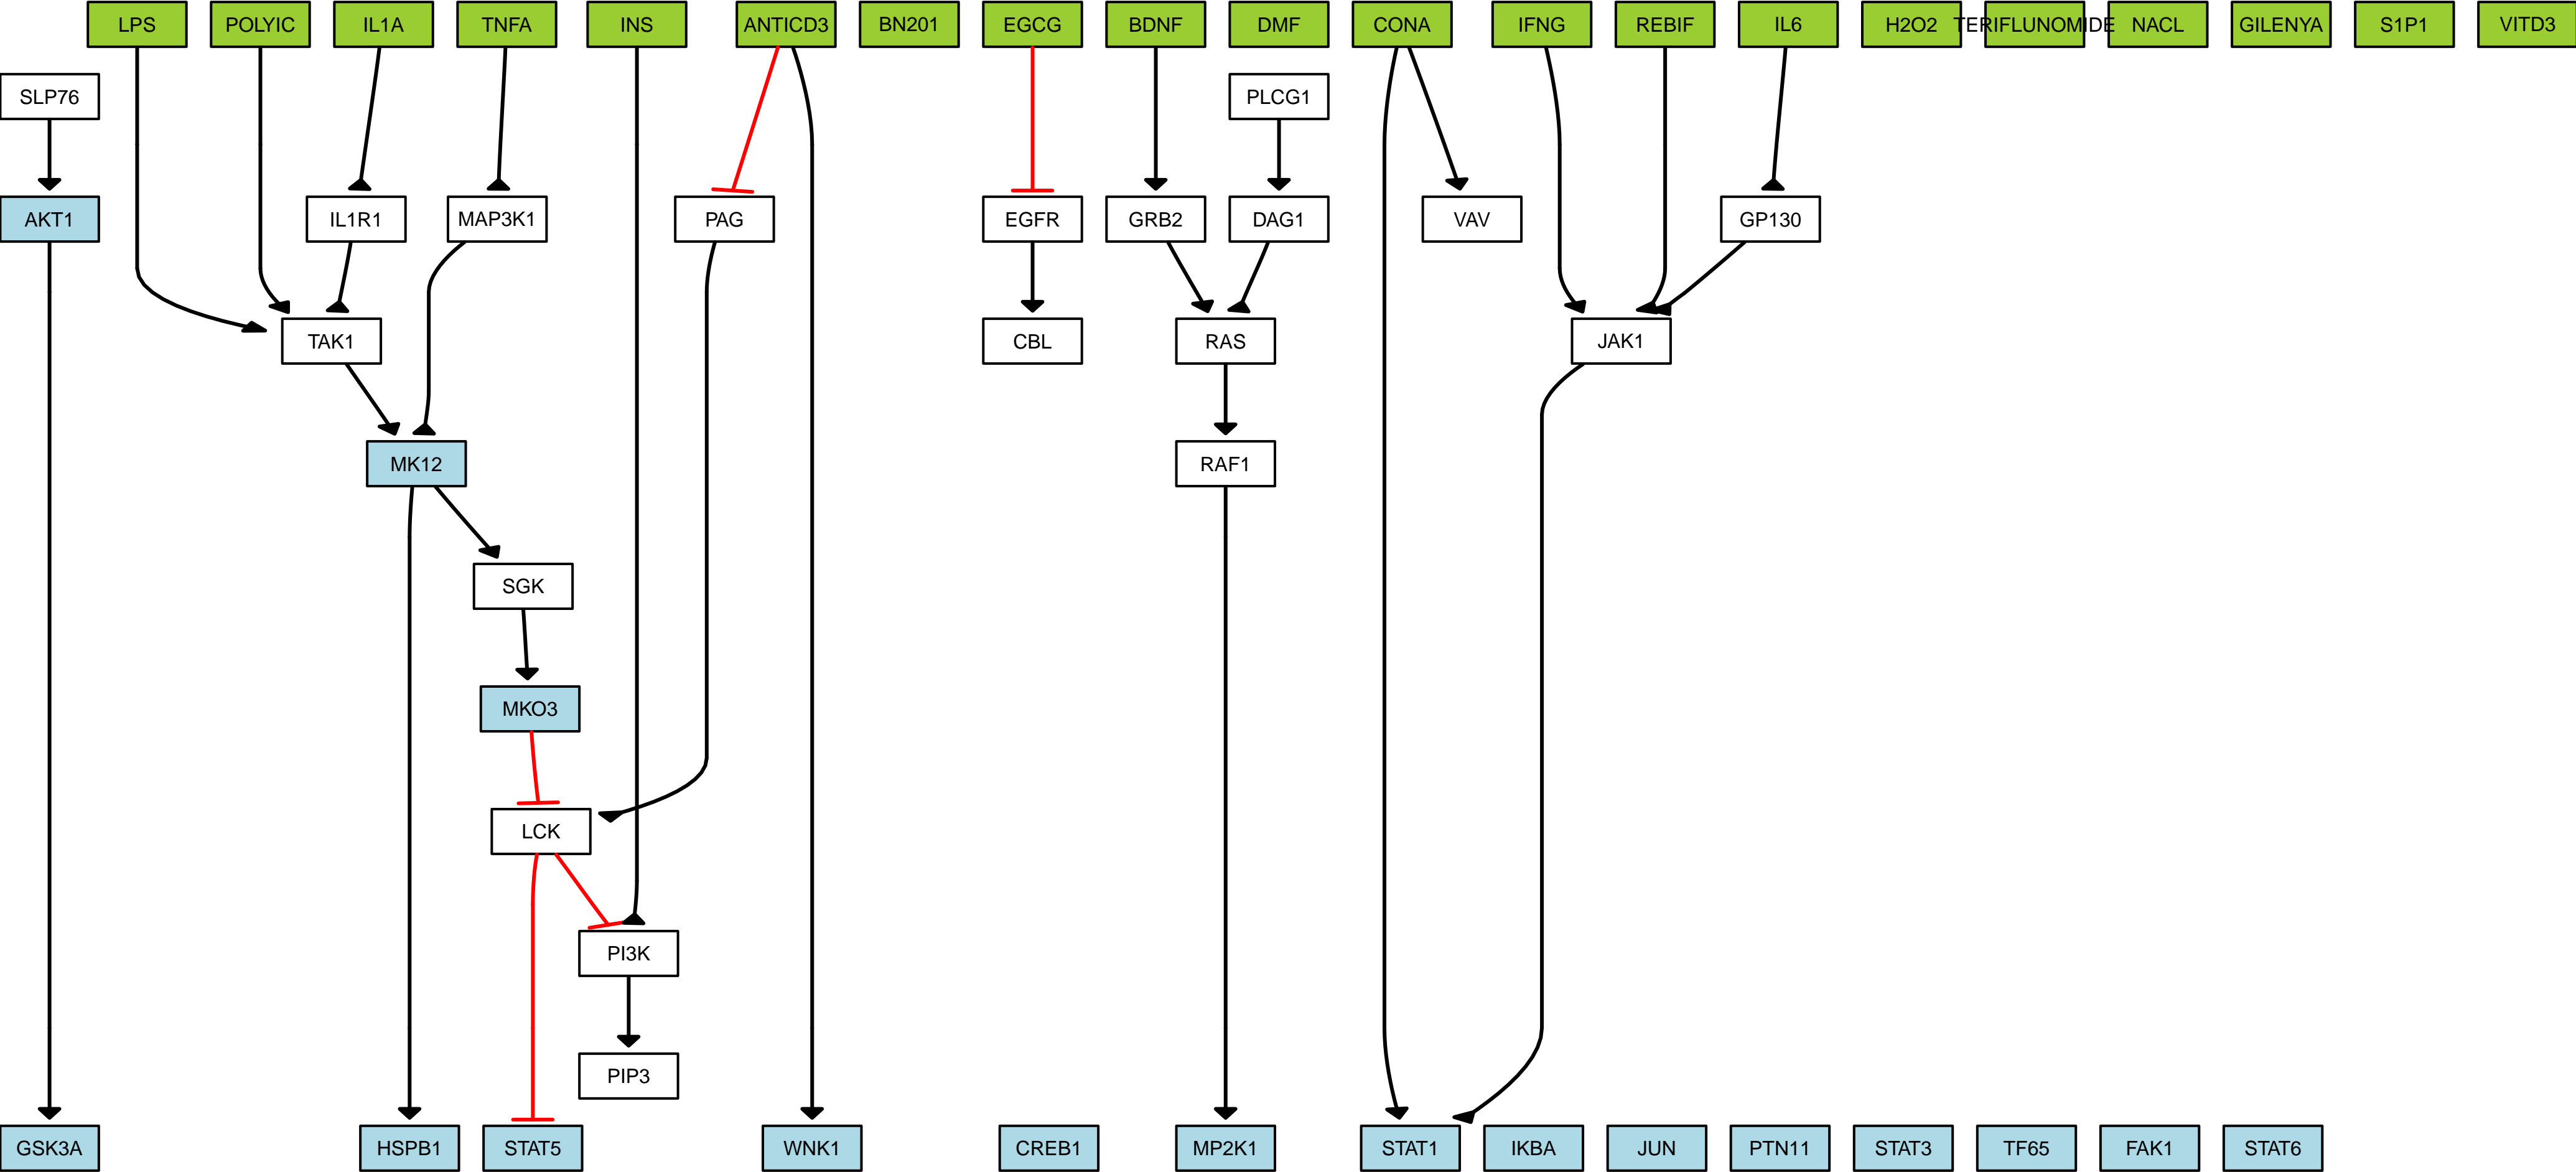 LPS POLYIC IL1A TNFA INS ANTICD3 BN201 EGCG BDNF DMF CONA IFNG REBIF IL6 H2O2 TERIFLUNOMIDE NACL GILENYA S1P1 VITD3
SLP76 PLCG1
AKT1 IL1R1 MAP3K1 PAG EGFR GRB2 DAG1 VAV GP130
TAK1 CBL RAS JAK1
MK12 RAF1
SGK
MKO3
LCK
PI3K
PIP3
GSK3A HSPB1 STAT5 WNK1 CREB1 MP2K1 STAT1 IKBA JUN PTN11 STAT3 TF65 FAK1 STAT6